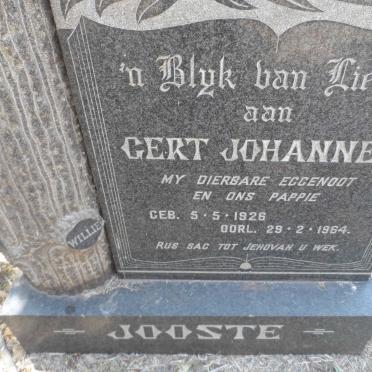 'n Blyk van Lie
aan
GERT JOHANNE
MY DIERBARE EGGENOOT
EN ONS PAPPIE
GEB. 5·5·1926
OORL. 29·2·1964.
RUS SAG TOT JEHOVAH U WEK.
WILLIE
– JOOSTE –